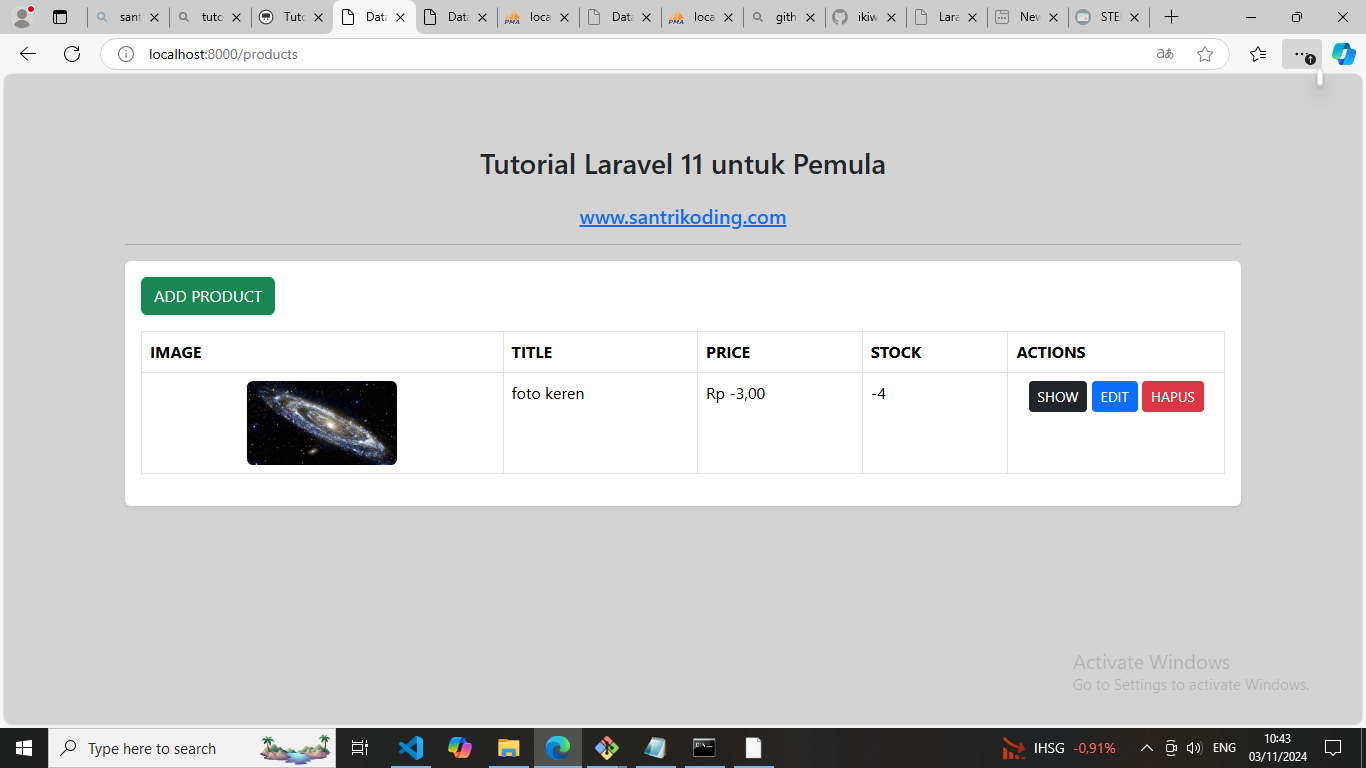 sant
tuto
Tuto
Data
Data
loca
Data
loca
gith
ikiw
Lara
New
STE
localhost:8000/products
aあ
Tutorial Laravel 11 untuk Pemula
www.santrikoding.com
ADD PRODUCT
IMAGE TITLE PRICE STOCK ACTIONS
foto keren Rp -3,00 -4 SHOW EDIT HAPUS
Activate Windows
Go to Settings to activate Windows.
Type here to search
IHSG -0,91%
ENG
10:43
03/11/2024